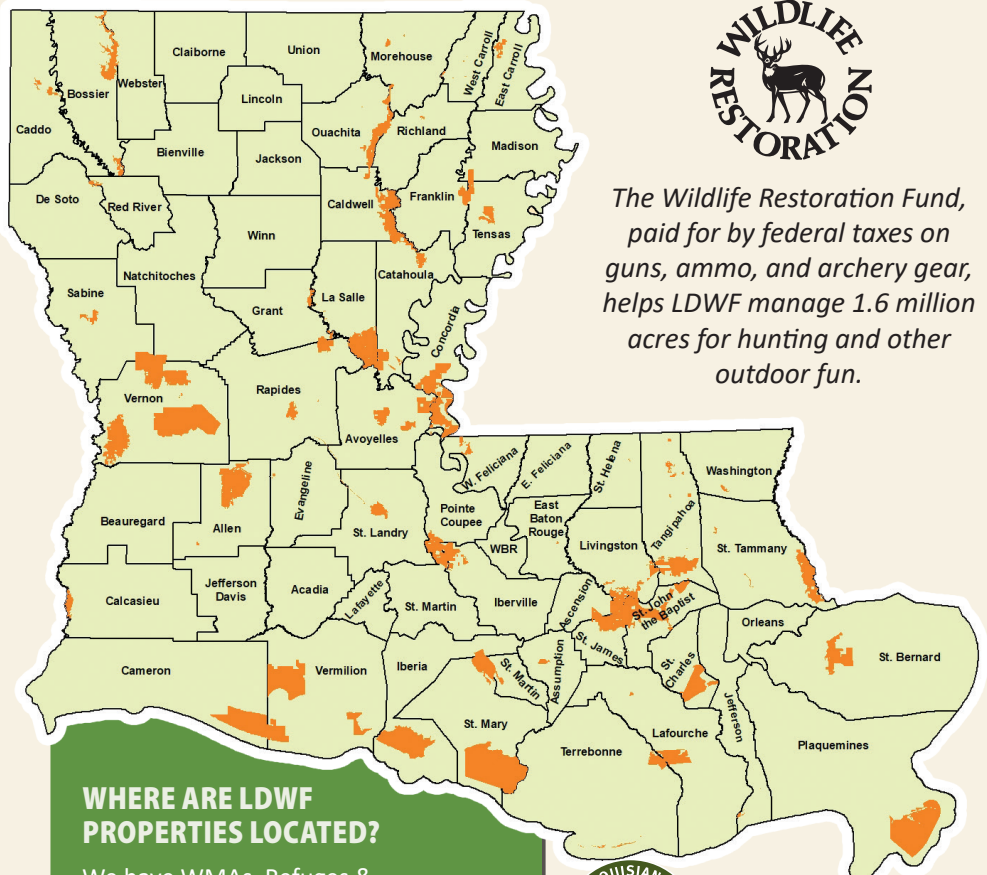 WILDLIFE
RESTORATION
The Wildlife Restoration Fund,
paid for by federal taxes on
guns, ammo, and archery gear,
helps LDWF manage 1.6 million
acres for hunting and other
outdoor fun.
Claiborne
Union
Morehouse
West Carroll
East Carroll
Webster
Bossier
Lincoln
Caddo
Ouachita
Richland
Madison
Bienville
Jackson
De Soto
Red River
Caldwell
Franklin
Winn
Tensas
Natchitoches
Catahoula
Sabine
La Salle
Grant
Concordia
Rapides
Vernon
Avoyelles
W. Feliciana
E. Feliciana
St. Helena
Washington
Evangeline
Pointe
Coupee
East
Baton
Rouge
Tangipahoa
Beauregard
Allen
St. Landry
WBR
Livingston
St. Tammany
Jefferson
Davis
Acadia
Lafayette
Calcasieu
St. Martin
Iberville
Ascension
St. John
the Baptist
Orleans
St. James
Cameron
Vermilion
Iberia
St. Martin
Assumption
St.
Charles
St. Bernard
Jefferson
St. Mary
Terrebonne
Lafourche
Plaquemines
WHERE ARE LDWF
PROPERTIES LOCATED?
We have WMAs, Refuges &